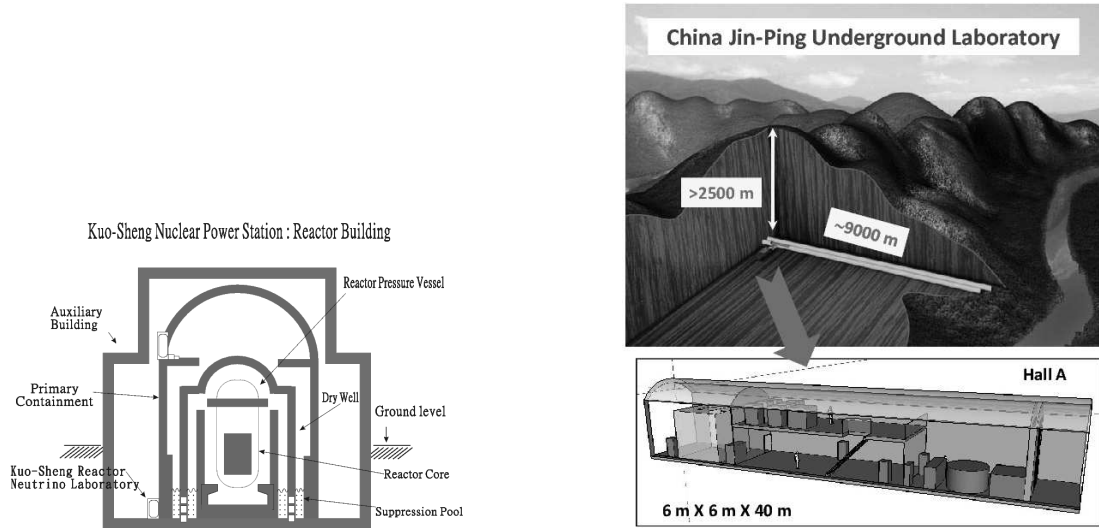 Kuo-Sheng Nuclear Power Station : Reactor Building
Reactor Pressure Vessel
Auxiliary
Building
Primary
Containment
Dry Well
Ground level
Kuo-Sheng Reactor
Neutrino Laboratory
Reactor Core
Suppression Pool
China Jin-Ping Underground Laboratory
>2500 m
~9000 m
Hall A
6 m X 6 m X 40 m